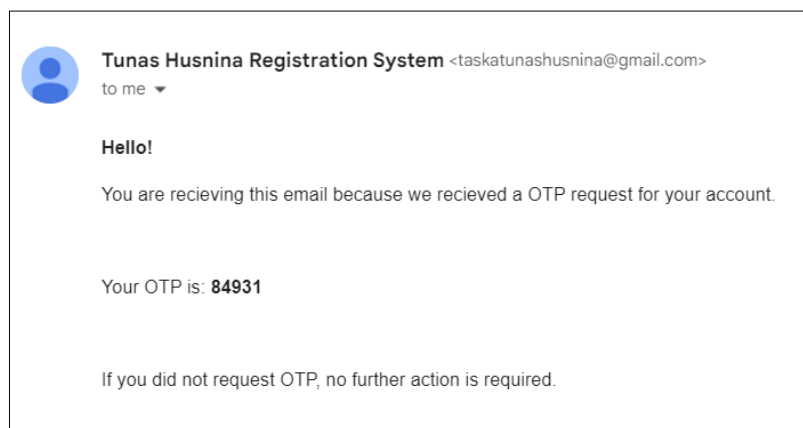 Tunas Husnina Registration System <taskatunashusnina@gmail.com>
to me
Hello!
You are recieving this email because we recieved a OTP request for your account.
Your OTP is: 84931
If you did not request OTP, no further action is required.